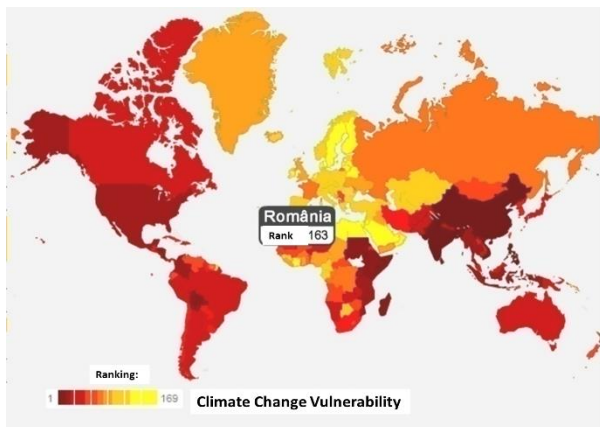 România
Rank 163
Ranking:
1 169
Climate Change Vulnerability